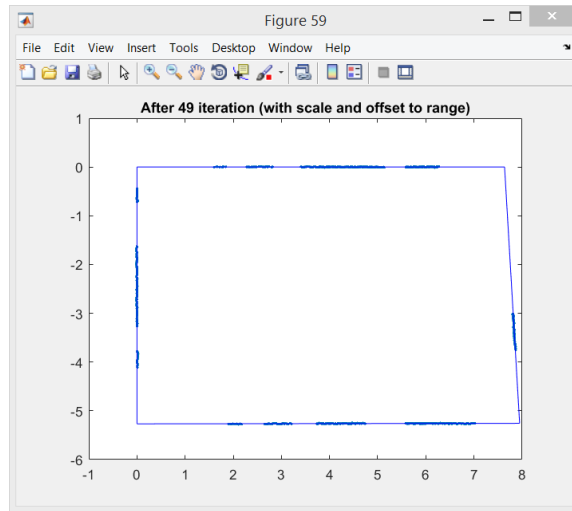 Figure 59
File Edit View Insert Tools Desktop Window Help
After 49 iteration (with scale and offset to range)
1
0
-1
-2
-3
-4
-5
-6
-1 0 1 2 3 4 5 6 7 8